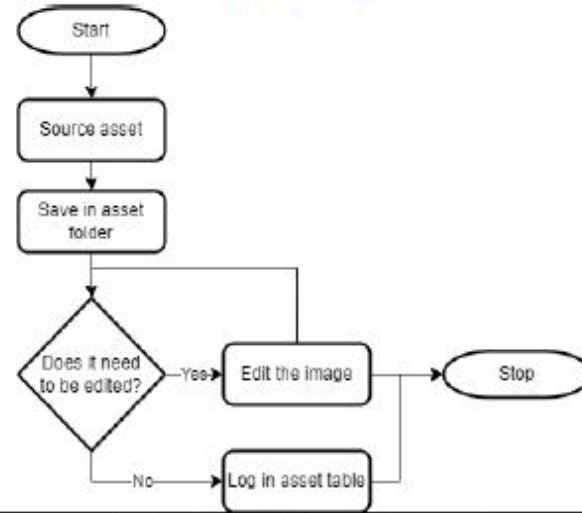 Start
Source asset
Save in asset
folder
Does it need
to be edited?
Yes
Edit the image
Stop
No
Log in asset table